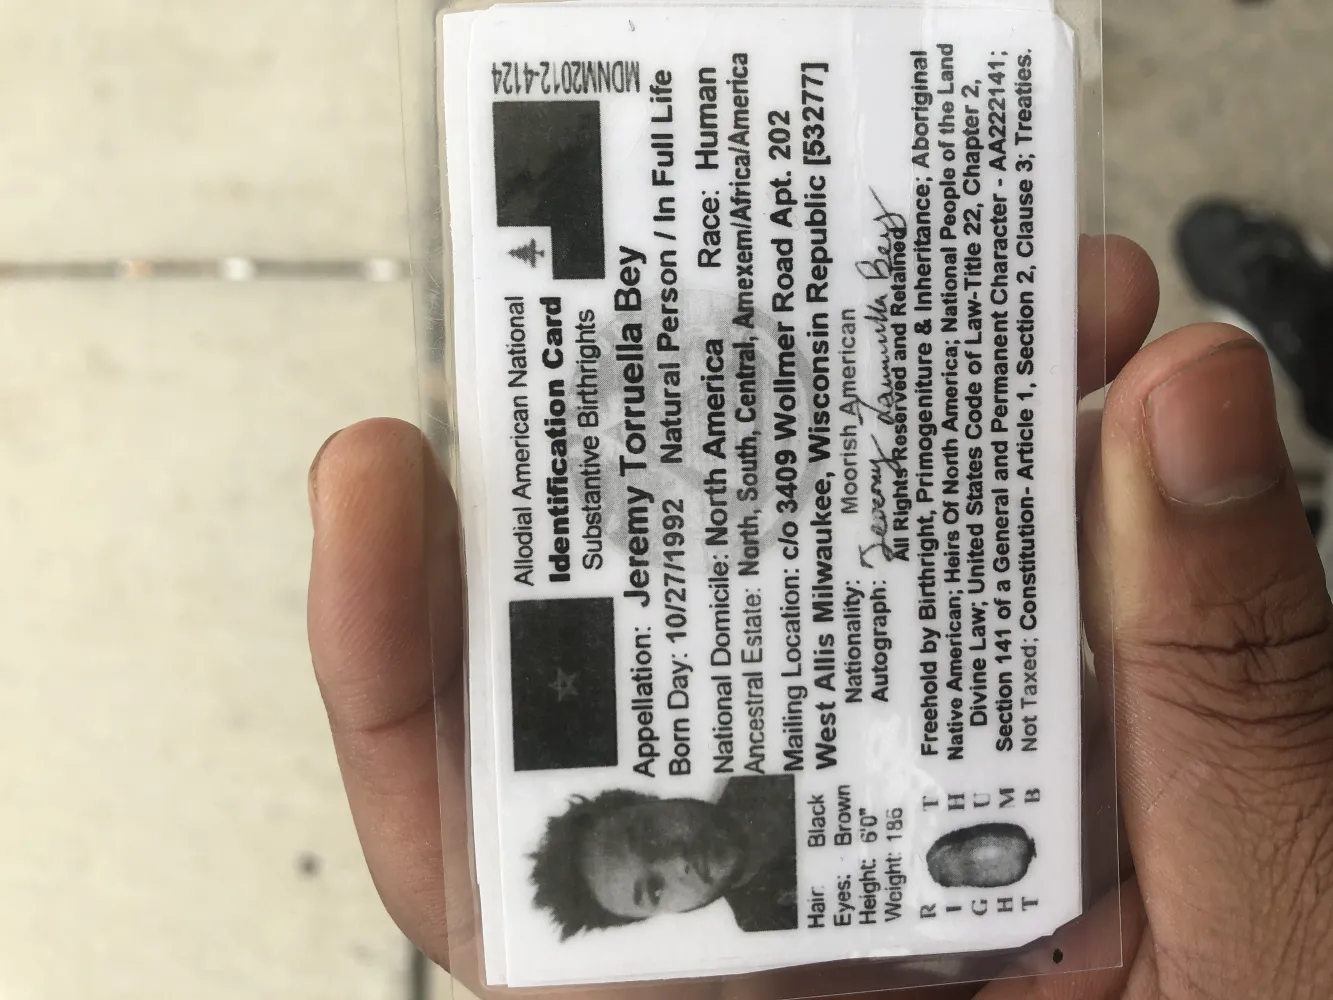 Allodial American National
Identification Card
Substantive Birthrights
MDNM2012-4124
Appellation: Jeremy Torruella Bey
Born Day: 10/27/1992 Natural Person / In Full Life
National Domicile: North America Race: Human
Ancestral Estate: North, South, Central, Amexem/Africa/America
Mailing Location: c/o 3409 Wollmer Road Apt. 202
West Allis Milwaukee, Wisconsin Republic [53277]
Nationality: Moorish American
Autograph: Jeremy Torruella Bey
All Rights Reserved and Retained
Hair: Black
Eyes: Brown
Height: 6'0"
Weight: 186
Freehold by Birthright, Primogeniture & Inheritance; Aboriginal
Native American; Heirs Of North America; National People of the Land
Divine Law; United States Code of Law-Title 22, Chapter 2,
Section 141 of a General and Permanent Character - AA222141;
Not Taxed; Constitution- Article 1, Section 2, Clause 3; Treaties.
RIGHT
THUMB